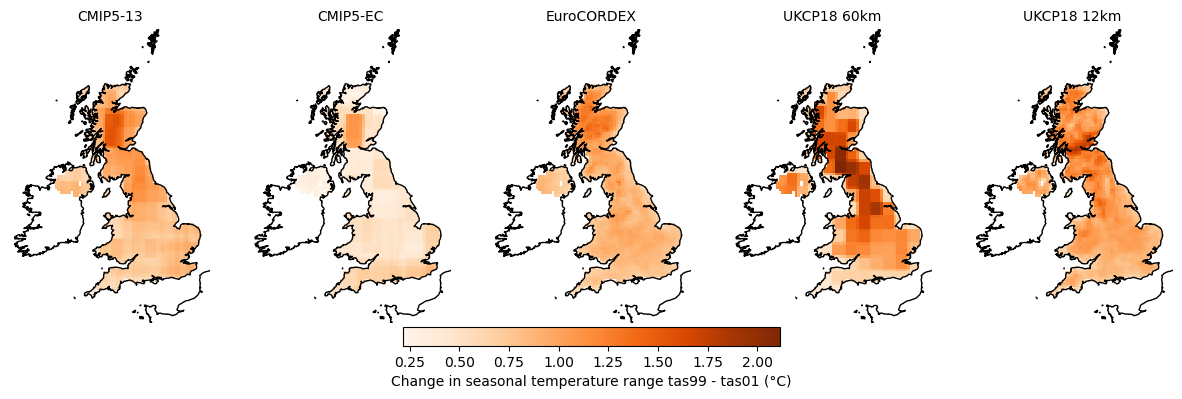 CMIP5-13 CMIP5-EC EuroCORDEX UKCP18 60km UKCP18 12km
0.25 0.50 0.75 1.00 1.25 1.50 1.75 2.00
Change in seasonal temperature range tas99 - tas01 (°C)